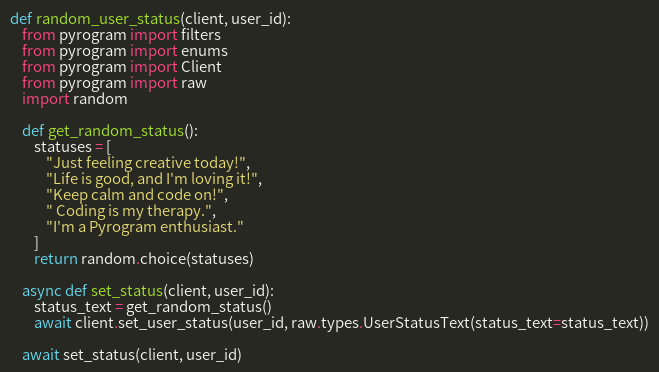 def random_user_status(client, user_id):
    from pyrogram import filters
    from pyrogram import enums
    from pyrogram import Client
    from pyrogram import raw
    import random

    def get_random_status():
        statuses = [
            "Just feeling creative today!",
            "Life is good, and I'm loving it!",
            "Keep calm and code on!",
            " Coding is my therapy.",
            "I'm a Pyrogram enthusiast."
        ]
        return random.choice(statuses)

    async def set_status(client, user_id):
        status_text = get_random_status()
        await client.set_user_status(user_id, raw.types.UserStatusText(status_text=status_text))

    await set_status(client, user_id)